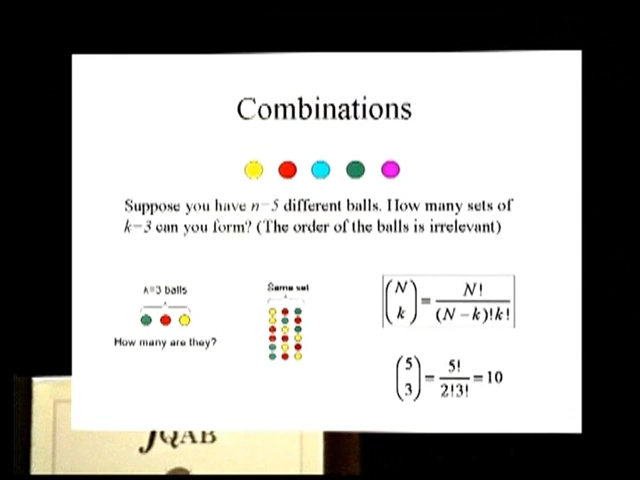 Combinations
Suppose you have n=5 different balls. How many sets of
k=3 can you form? (The order of the balls is irrelevant)
k=3 balls
How many are they?
Same set
(N k) = N! / (N − k)!k!
(5 3) = 5! / 2!3! = 10
JQAB